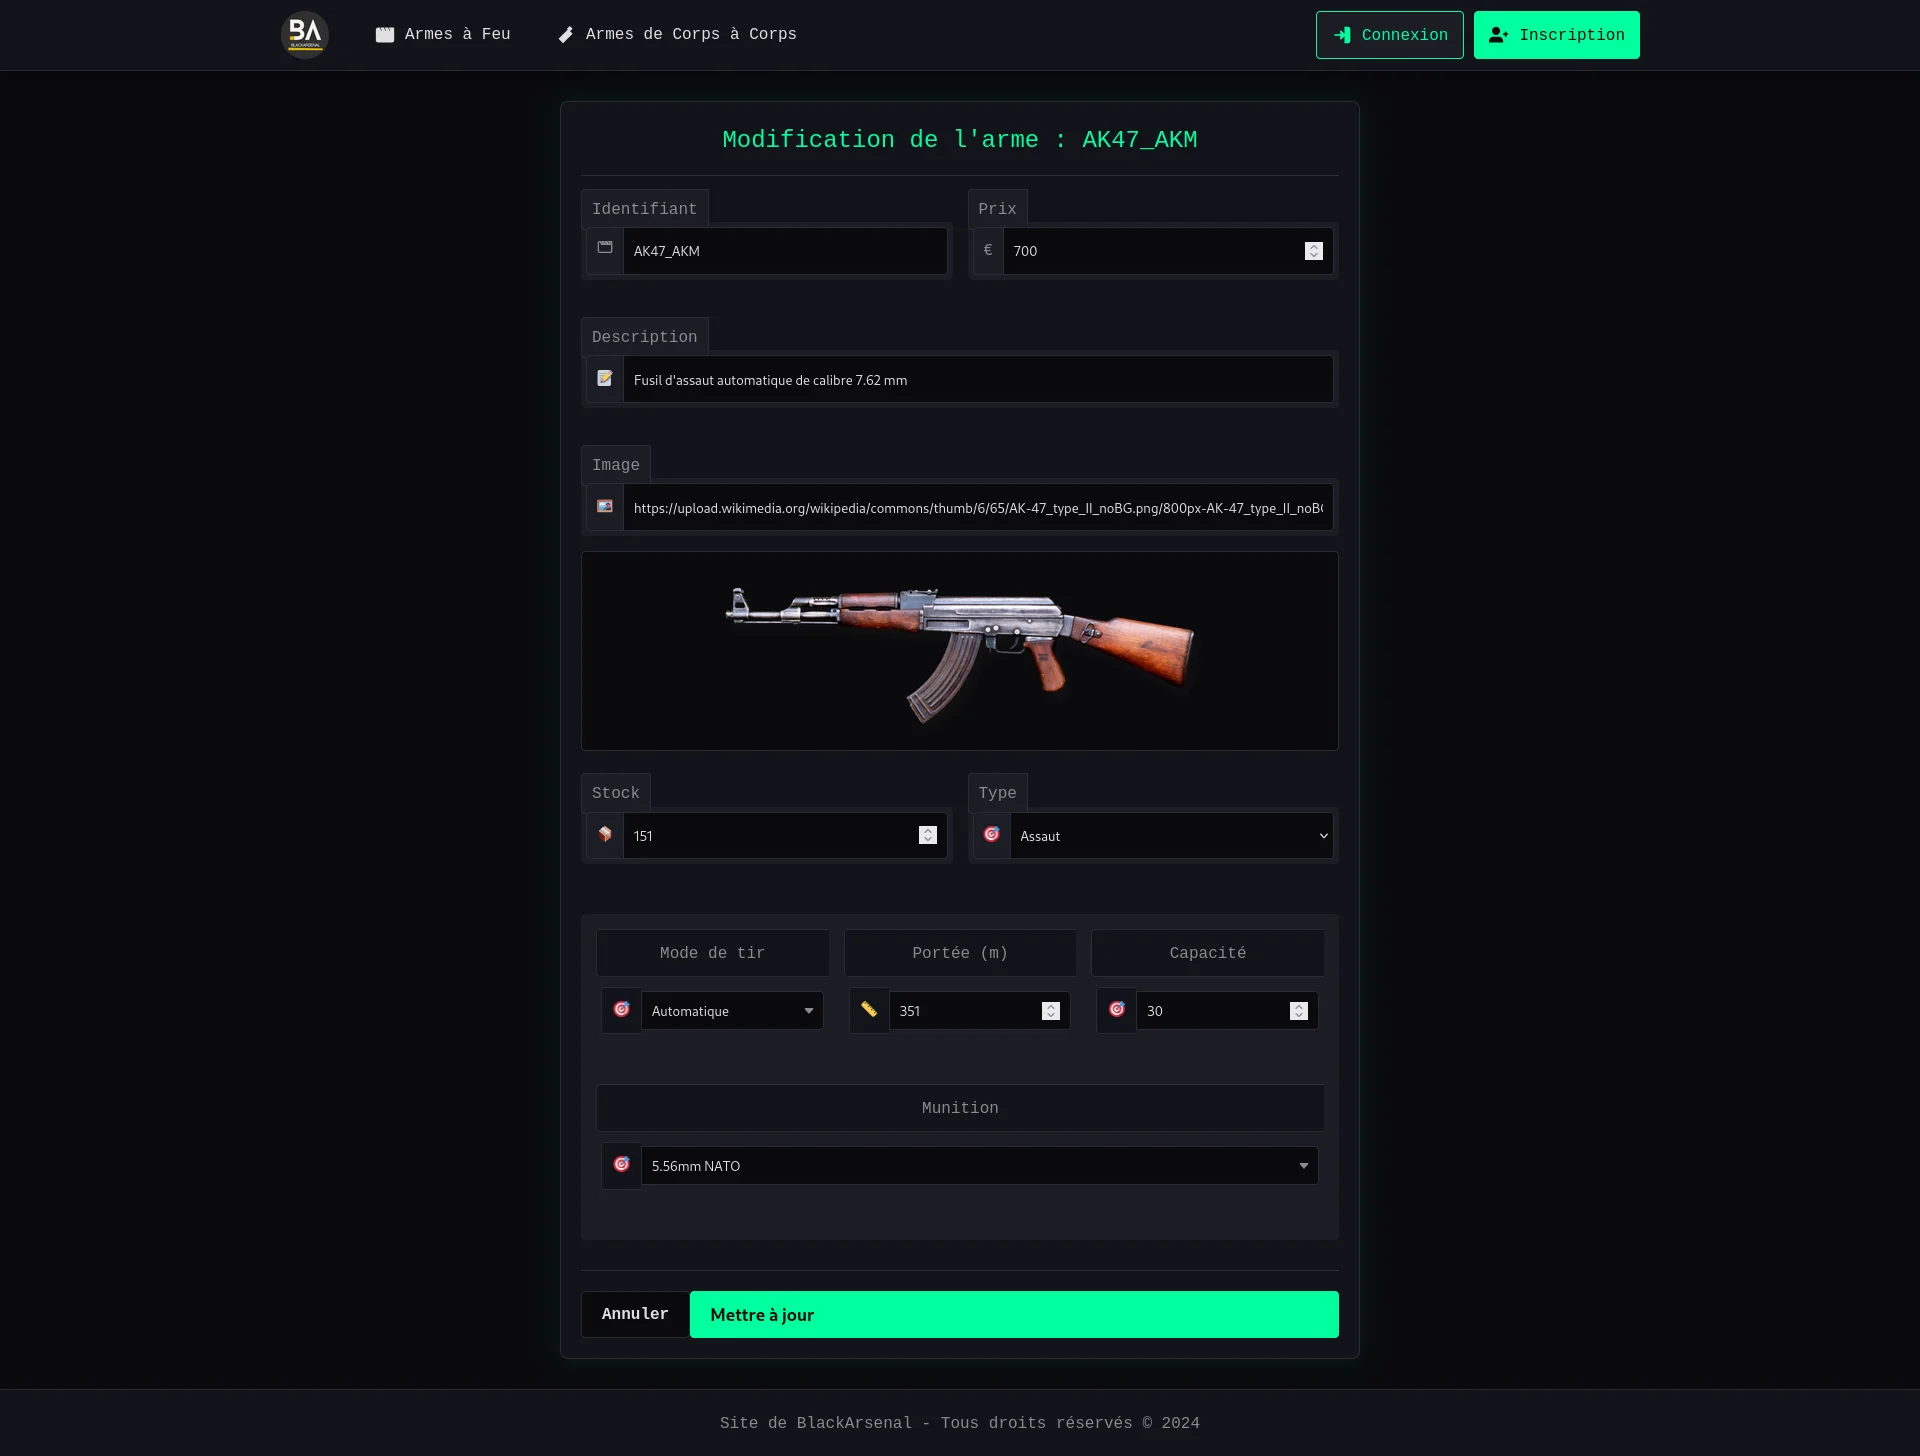 BA
BLACKARSENAL
Armes à Feu
Armes de Corps à Corps
Connexion
Inscription
Modification de l'arme : AK47_AKM
Identifiant
Prix
AK47_AKM
€
700
Description
Fusil d'assaut automatique de calibre 7.62 mm
Image
https://upload.wikimedia.org/wikipedia/commons/thumb/6/65/AK-47_type_II_noBG.png/800px-AK-47_type_II_noBG
Stock
Type
151
Assaut
Mode de tir
Portée (m)
Capacité
Automatique
351
30
Munition
5.56mm NATO
Annuler
Mettre à jour
Site de BlackArsenal - Tous droits réservés © 2024